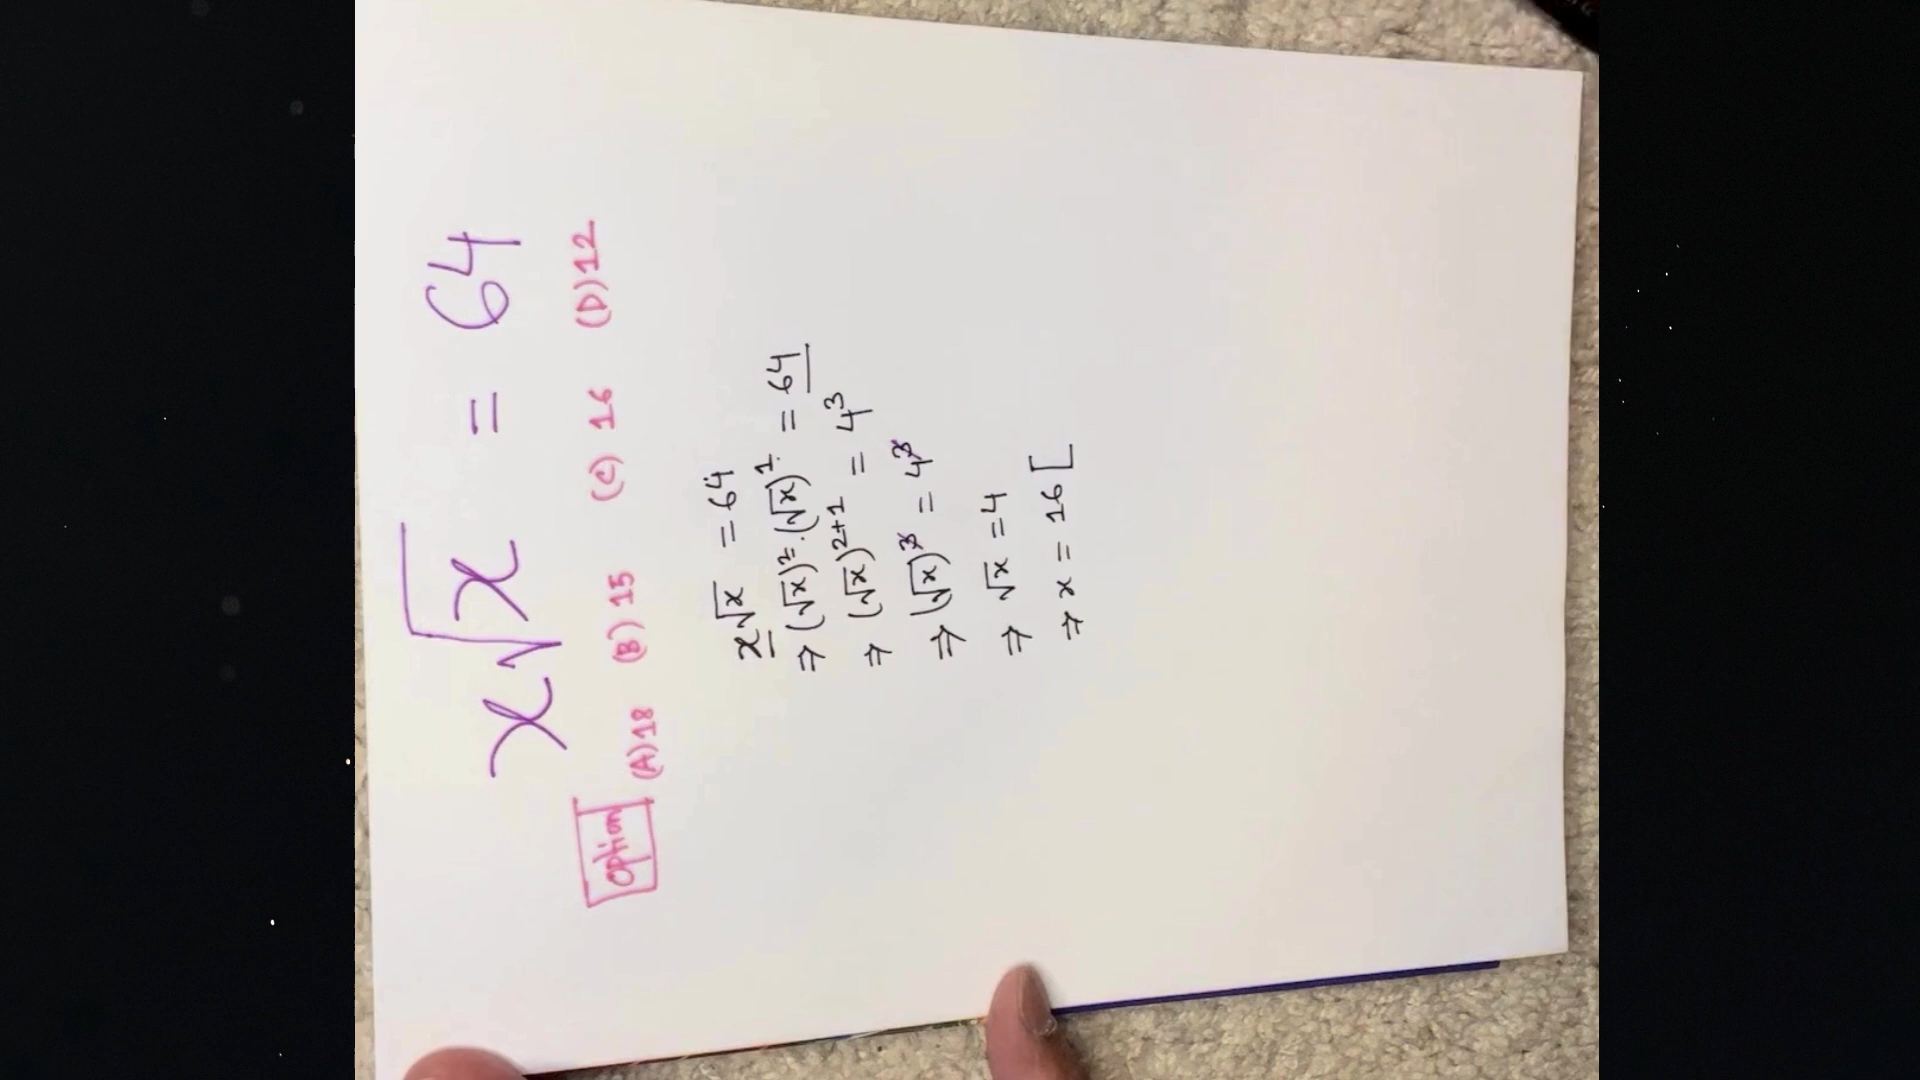 x√x = 64
Option (A) 18 (B) 15 (C) 16 (D) 12
x√x = 64
⇒ (√x)²·(√x)¹ = 64
⇒ (√x)²⁺¹ = 4³
⇒ (√x)³ = 4³
⇒ √x = 4
⇒ x = 16 [